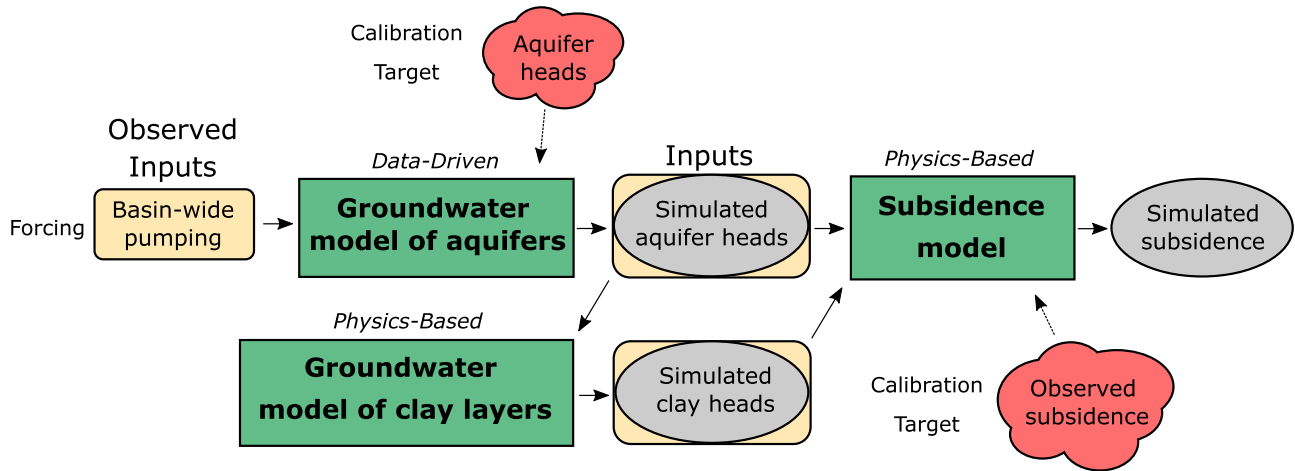 Calibration
Target
Aquifer
heads
Observed
Inputs
Data-Driven
Inputs
Physics-Based
Forcing
Basin-wide
pumping
Groundwater
model of aquifers
Simulated
aquifer heads
Subsidence
model
Simulated
subsidence
Physics-Based
Groundwater
model of clay layers
Simulated
clay heads
Calibration
Target
Observed
subsidence